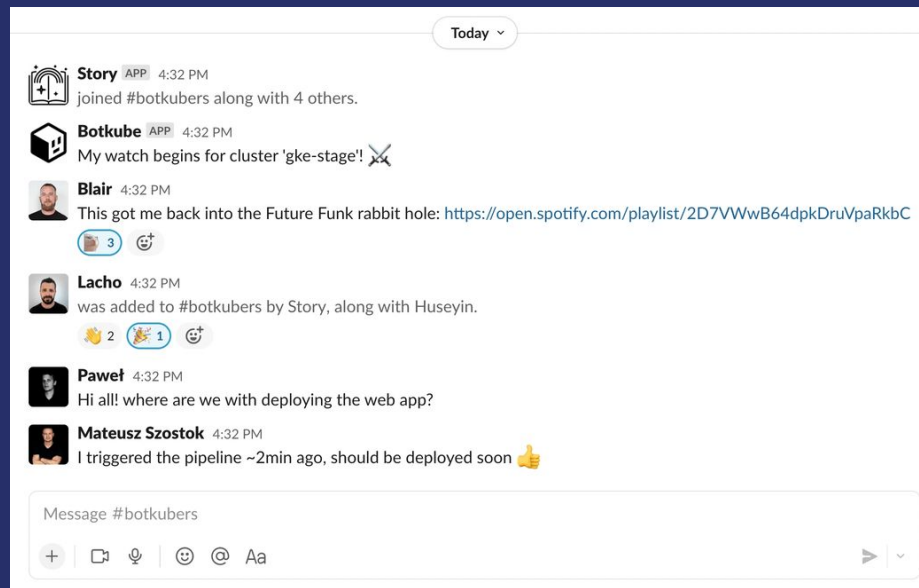 Today
Story APP 4:32 PM
joined #botkubers along with 4 others.
Botkube APP 4:32 PM
My watch begins for cluster 'gke-stage'! ⚔️
Blair 4:32 PM
This got me back into the Future Funk rabbit hole: https://open.spotify.com/playlist/2D7VWwB64dpkDruVpaRkbC
3
Lacho 4:32 PM
was added to #botkubers by Story, along with Huseyin.
👏 2 🎉 1
Paweł 4:32 PM
Hi all! where are we with deploying the web app?
Mateusz Szostok 4:32 PM
I triggered the pipeline ~2min ago, should be deployed soon 👍
Message #botkubers
Aa